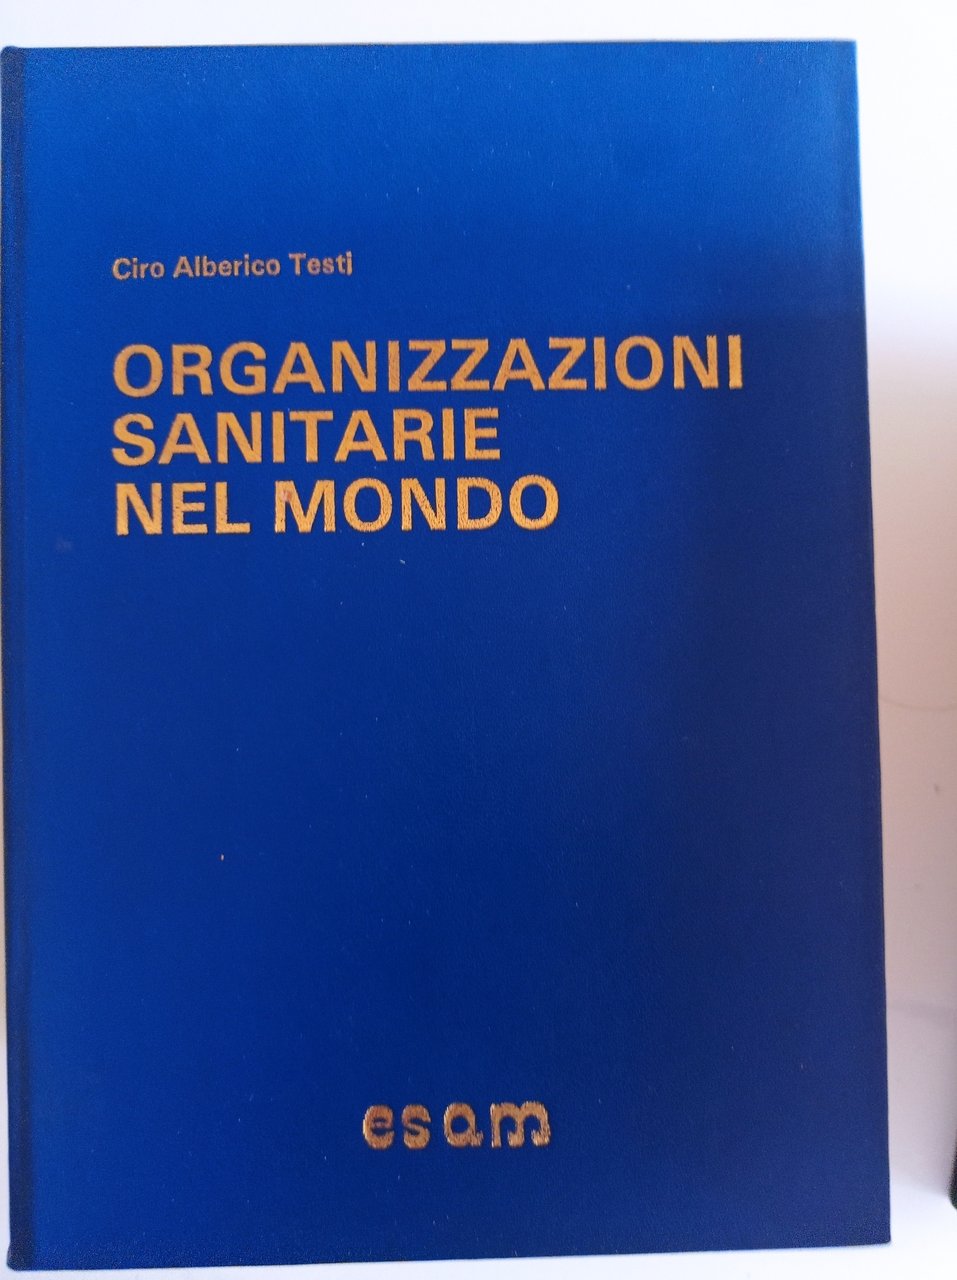 Ciro Alberico Testi
ORGANIZZAZIONI
SANITARIE
NEL MONDO
esam